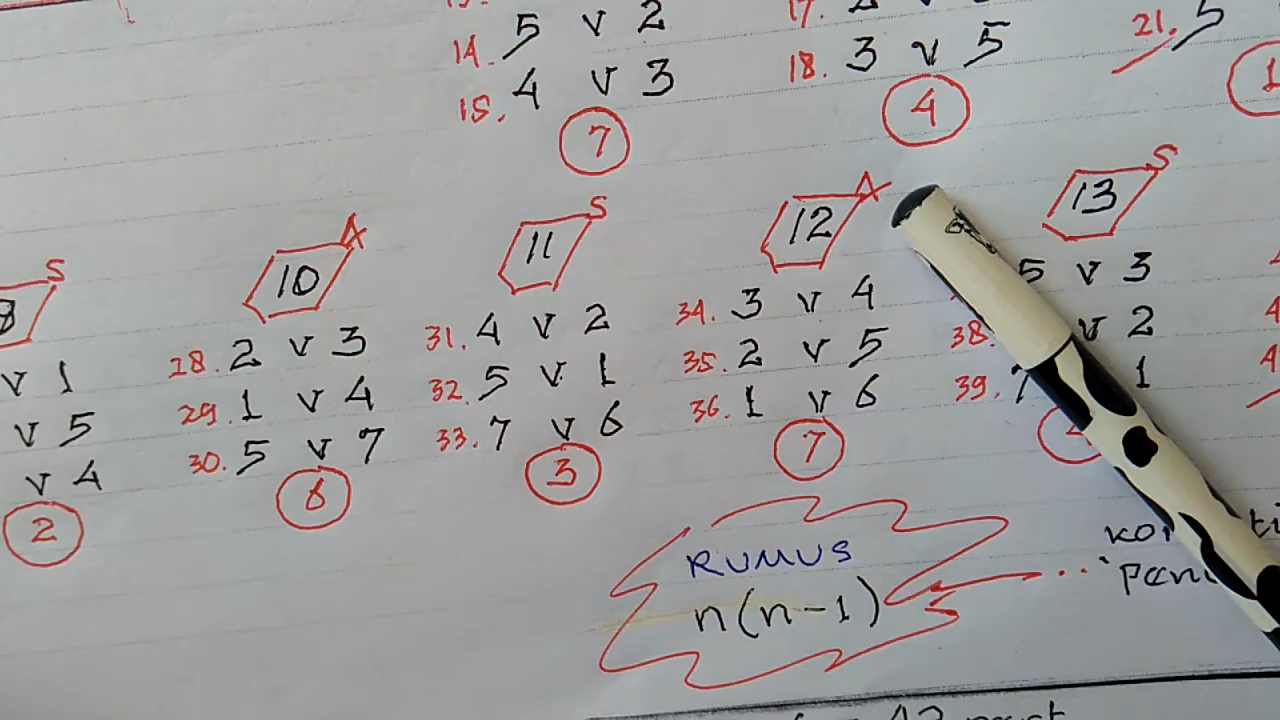 14. 5 v 2
15. 4 v 3
7
18. 3 v 5
4
21. 5
1
8 S
v 1
v 5
v 4
2
10 A
28. 2 v 3
29. 1 v 4
30. 5 v 7
6
11 S
31. 4 v 2
32. 5 v 1
33. 7 v 6
3
12 A
34. 3 v 4
35. 2 v 5
36. 1 v 6
7
13 S
5 v 3
38. v 2
39. 7 1
RUMUS
n(n-1)